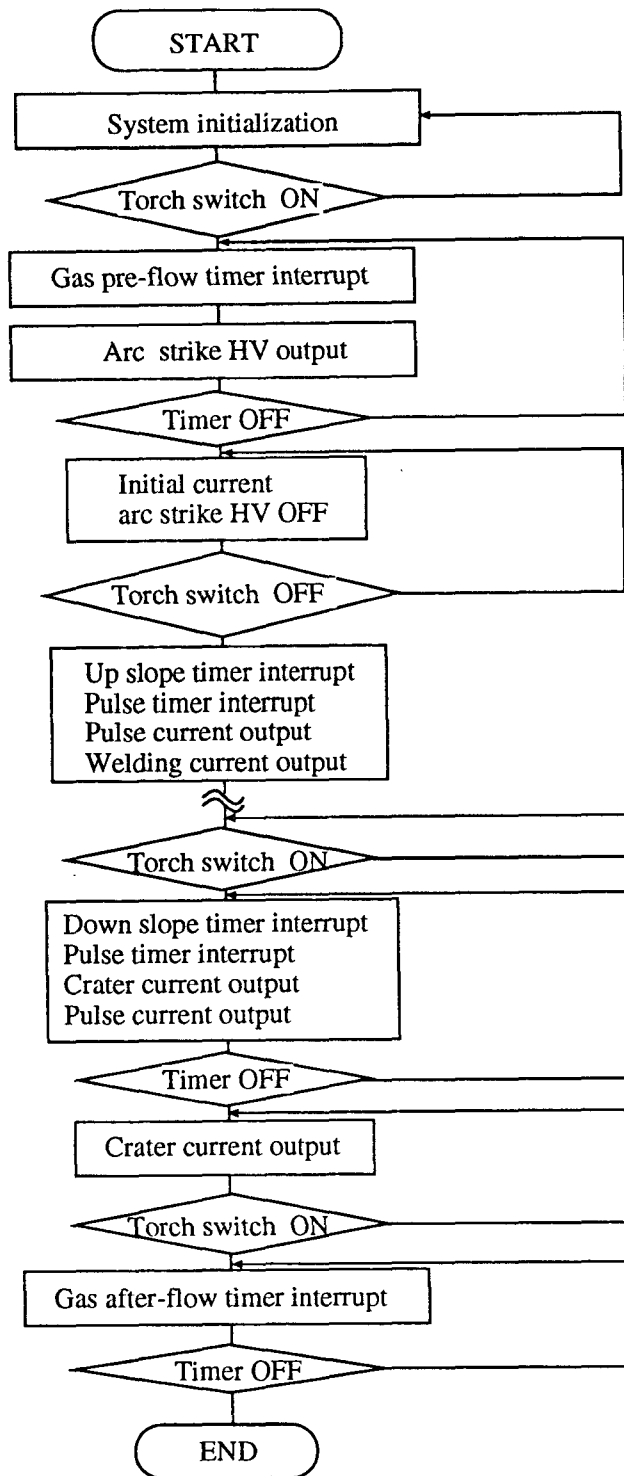 START
System initialization
Torch switch ON
Gas pre-flow timer interrupt
Arc strike HV output
Timer OFF
Initial current
arc strike HV OFF
Torch switch OFF
Up slope timer interrupt
Pulse timer interrupt
Pulse current output
Welding current output
Torch switch ON
Down slope timer interrupt
Pulse timer interrupt
Crater current output
Pulse current output
Timer OFF
Crater current output
Torch switch ON
Gas after-flow timer interrupt
Timer OFF
END